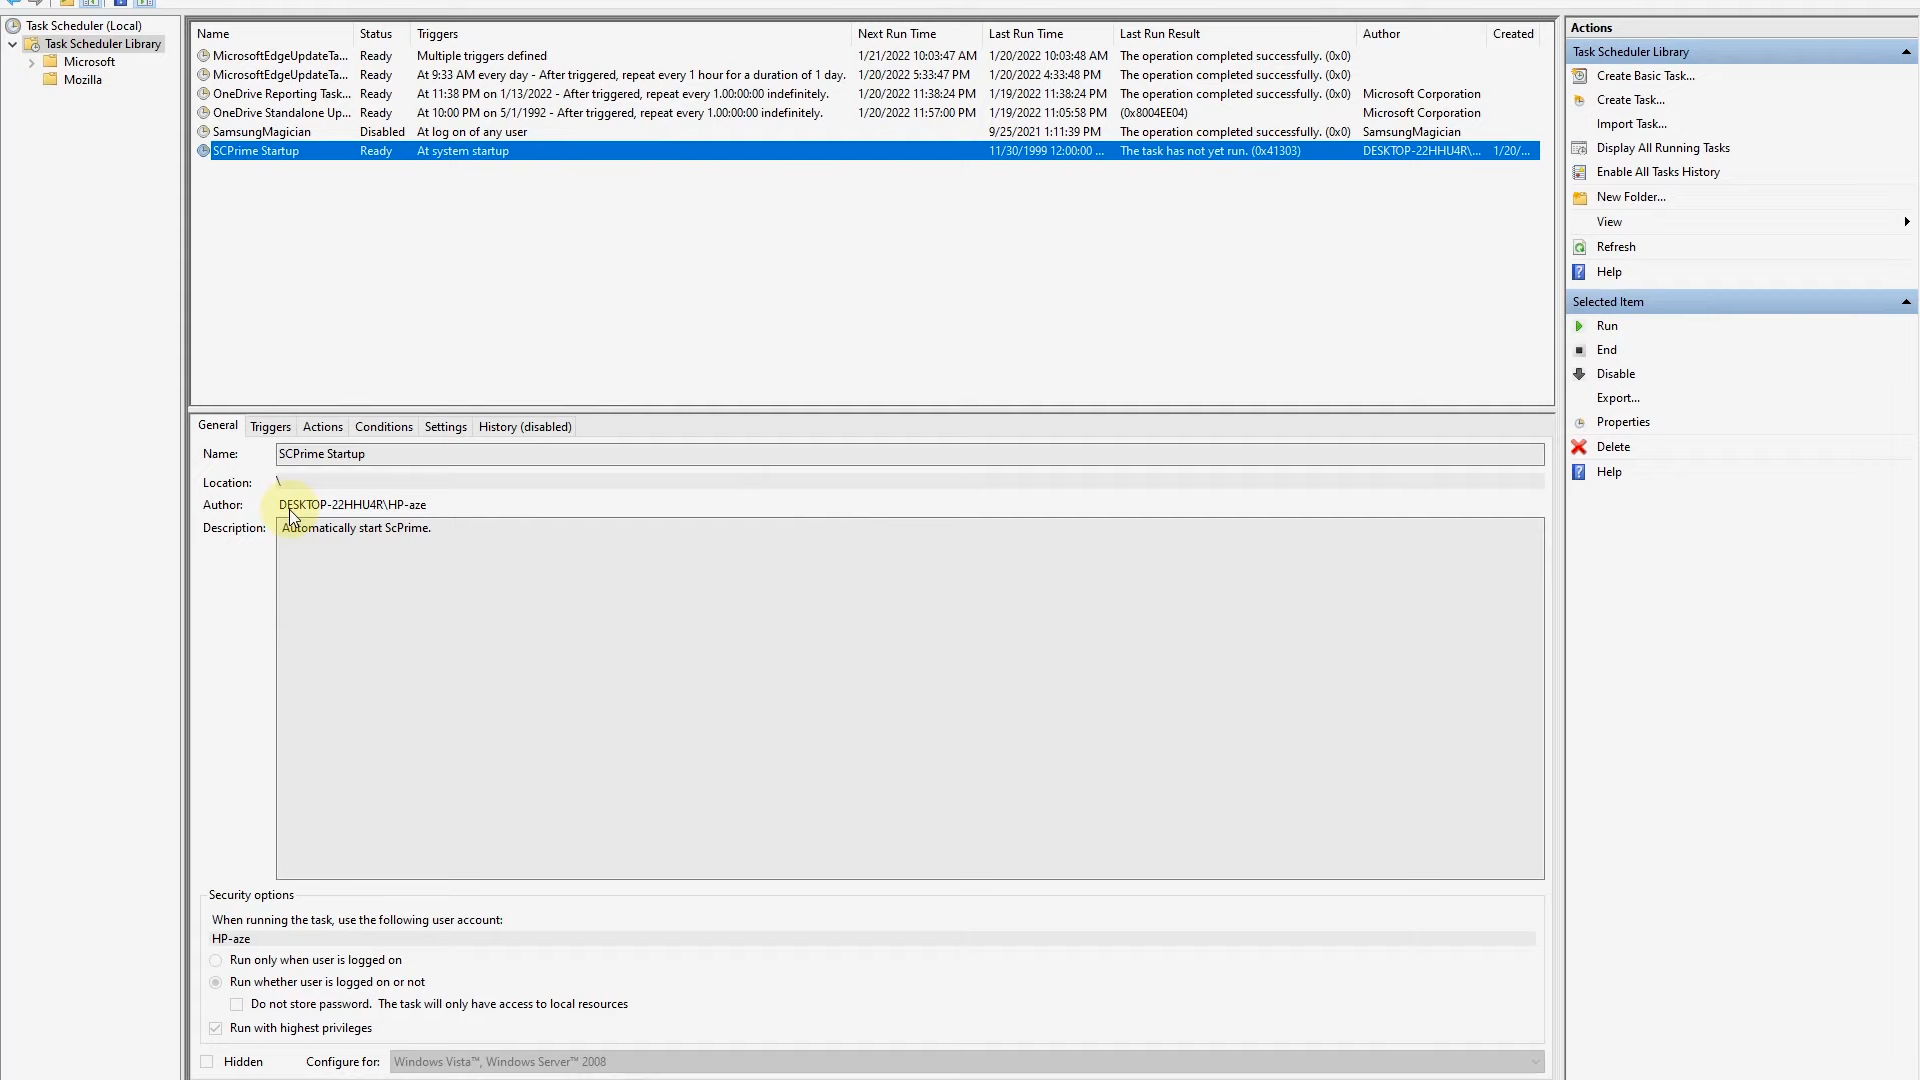 Task Scheduler (Local)
Task Scheduler Library
Microsoft
Mozilla
Name Status Triggers Next Run Time Last Run Time Last Run Result Author Created
MicrosoftEdgeUpdateTa... Ready Multiple triggers defined 1/21/2022 10:03:47 AM 1/20/2022 10:03:48 AM The operation completed successfully. (0x0)
MicrosoftEdgeUpdateTa... Ready At 9:33 AM every day - After triggered, repeat every 1 hour for a duration of 1 day. 1/20/2022 5:33:47 PM 1/20/2022 4:33:48 PM The operation completed successfully. (0x0)
OneDrive Reporting Task... Ready At 11:38 PM on 1/13/2022 - After triggered, repeat every 1.00:00:00 indefinitely. 1/20/2022 11:38:24 PM 1/19/2022 11:38:24 PM The operation completed successfully. (0x0) Microsoft Corporation
OneDrive Standalone Up... Ready At 10:00 PM on 5/1/1992 - After triggered, repeat every 1.00:00:00 indefinitely. 1/20/2022 11:57:00 PM 1/19/2022 11:05:58 PM (0x8004EE04) Microsoft Corporation
SamsungMagician Disabled At log on of any user 9/25/2021 1:11:39 PM The operation completed successfully. (0x0) SamsungMagician
SCPrime Startup Ready At system startup 11/30/1999 12:00:00 ... The task has not yet run. (0x41303) DESKTOP-22HHU4R\... 1/20/...
General Triggers Actions Conditions Settings History (disabled)
Name: SCPrime Startup
Location: \
Author: DESKTOP-22HHU4R\HP-aze
Description: Automatically start ScPrime.
Security options
When running the task, use the following user account:
HP-aze
Run only when user is logged on
Run whether user is logged on or not
Do not store password. The task will only have access to local resources
Run with highest privileges
Hidden Configure for: Windows Vista™, Windows Server™ 2008
Actions
Task Scheduler Library
Create Basic Task...
Create Task...
Import Task...
Display All Running Tasks
Enable All Tasks History
New Folder...
View
Refresh
Help
Selected Item
Run
End
Disable
Export...
Properties
Delete
Help